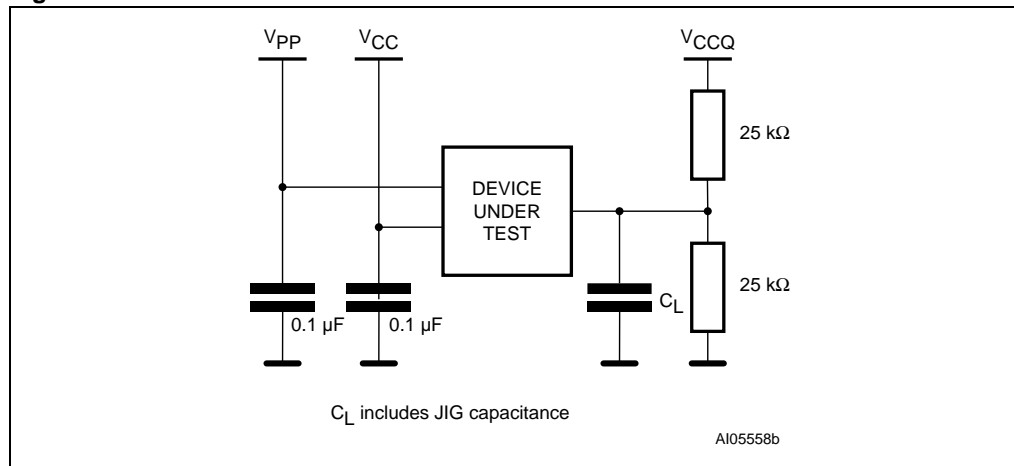 VPP
VCC
VCCQ
25 kΩ
DEVICE
UNDER
TEST
25 kΩ
CL
0.1 µF
0.1 µF
CL includes JIG capacitance
AI05558b